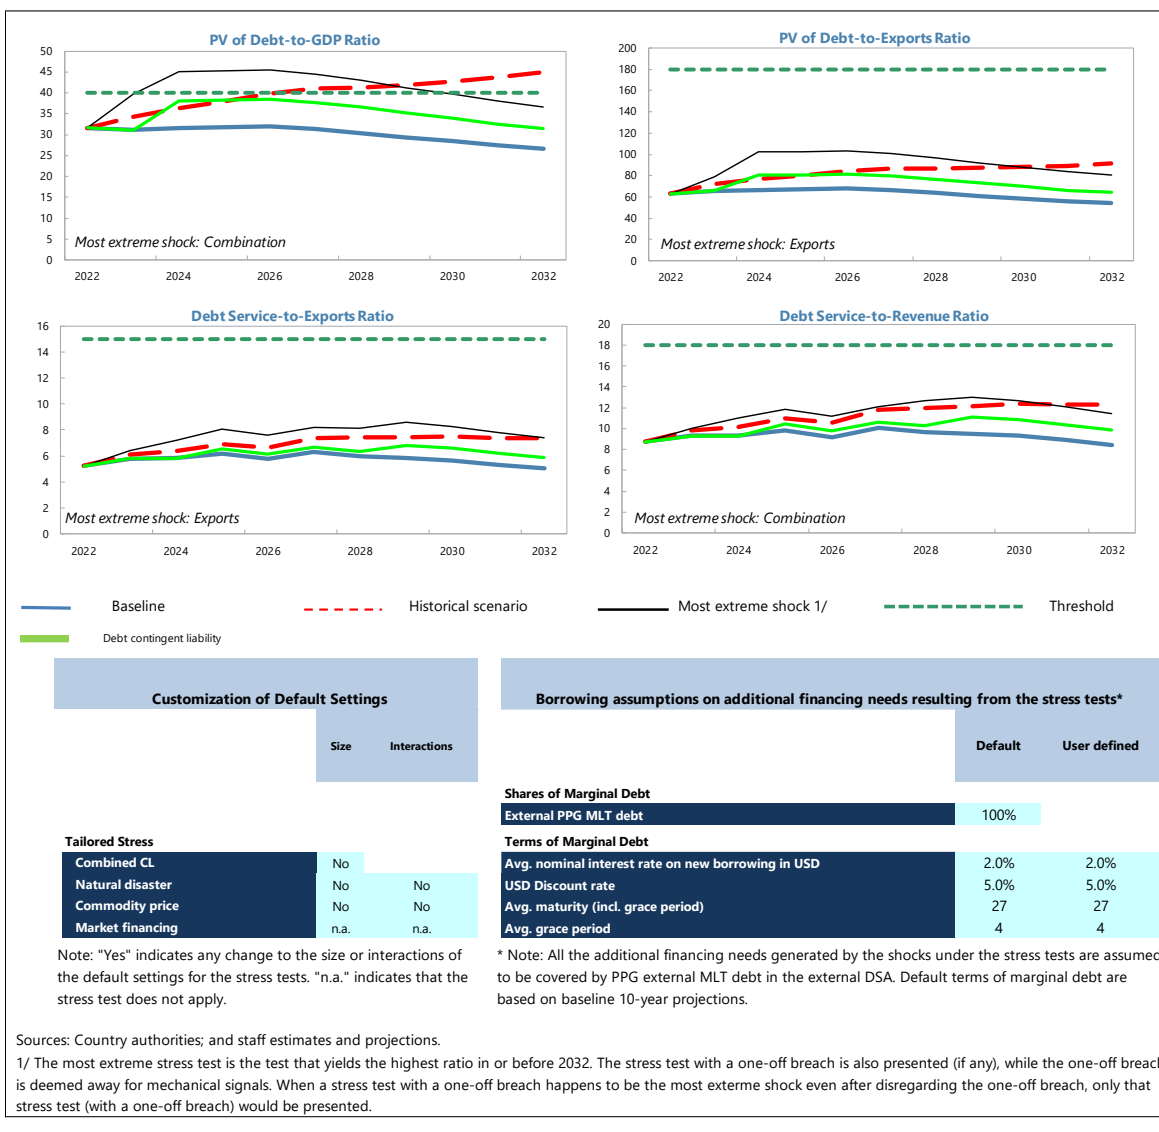 PV of Debt-to-GDP Ratio
50
45
40
35
30
25
20
15
10
5
0
Most extreme shock: Combination
2022 2024 2026 2028 2030 2032
PV of Debt-to-Exports Ratio
200
180
160
140
120
100
80
60
40
20
0
Most extreme shock: Exports
2022 2024 2026 2028 2030 2032
Debt Service-to-Exports Ratio
16
14
12
10
8
6
4
2
0
Most extreme shock: Exports
2022 2024 2026 2028 2030 2032
Debt Service-to-Revenue Ratio
20
18
16
14
12
10
8
6
4
2
0
Most extreme shock: Combination
2022 2024 2026 2028 2030 2032
Baseline Historical scenario Most extreme shock 1/ Threshold
Debt contingent liability
Customization of Default Settings
Size Interactions
Tailored Stress
Combined CL No
Natural disaster No No
Commodity price No No
Market financing n.a. n.a.
Note: "Yes" indicates any change to the size or interactions of
the default settings for the stress tests. "n.a." indicates that the
stress test does not apply.
Borrowing assumptions on additional financing needs resulting from the stress tests*
Default User defined
Shares of Marginal Debt
External PPG MLT debt 100%
Terms of Marginal Debt
Avg. nominal interest rate on new borrowing in USD 2.0% 2.0%
USD Discount rate 5.0% 5.0%
Avg. maturity (incl. grace period) 27 27
Avg. grace period 4 4
* Note: All the additional financing needs generated by the shocks under the stress tests are assumed
to be covered by PPG external MLT debt in the external DSA. Default terms of marginal debt are
based on baseline 10-year projections.
Sources: Country authorities; and staff estimates and projections.
1/ The most extreme stress test is the test that yields the highest ratio in or before 2032. The stress test with a one-off breach is also presented (if any), while the one-off breach
is deemed away for mechanical signals. When a stress test with a one-off breach happens to be the most exterme shock even after disregarding the one-off breach, only that
stress test (with a one-off breach) would be presented.